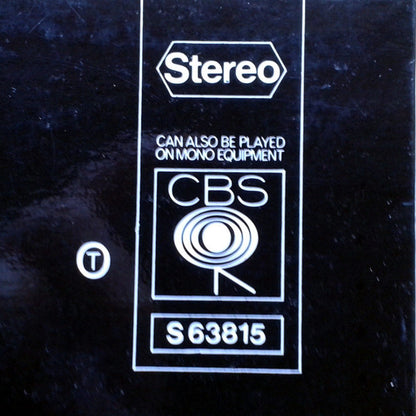 Stereo
CAN ALSO BE PLAYED
ON MONO EQUIPMENT
CBS
T
S 63815